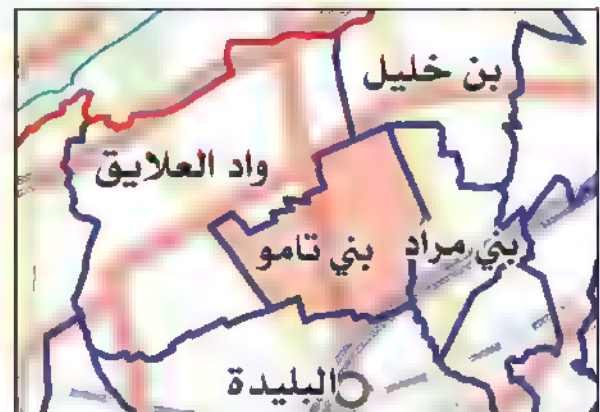 بن خليل
واد العلايق
بني تامو
بني مراد
البليدة